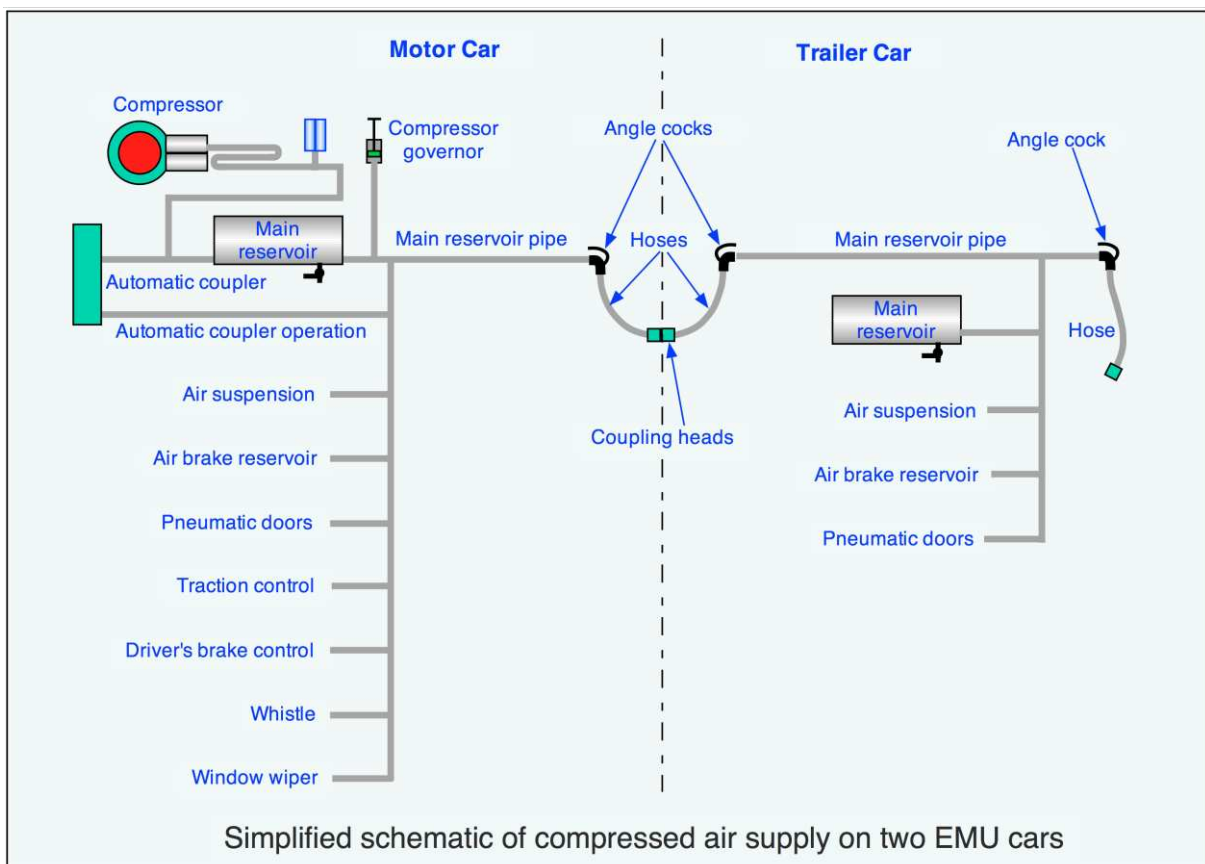 Motor Car
Trailer Car
Compressor
Compressor
governor
Angle cocks
Angle cock
Main
reservoir
Main reservoir pipe
Hoses
Main reservoir pipe
Automatic coupler
Automatic coupler operation
Main
reservoir
Hose
Air suspension
Air suspension
Coupling heads
Air brake reservoir
Air brake reservoir
Pneumatic doors
Pneumatic doors
Traction control
Driver's brake control
Whistle
Window wiper
Simplified schematic of compressed air supply on two EMU cars